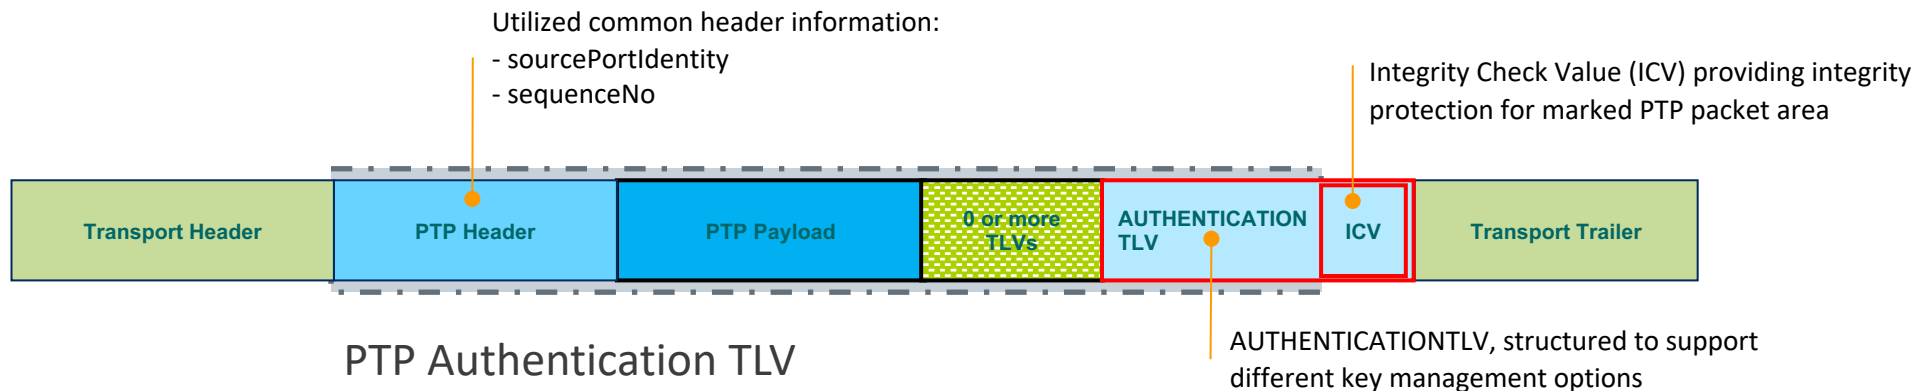 Utilized common header information:
- sourcePortIdentity
- sequenceNo
Integrity Check Value (ICV) providing integrity
protection for marked PTP packet area
Transport Header
PTP Header
PTP Payload
0 or more
TLVs
AUTHENTICATION
TLV
ICV
Transport Trailer
PTP Authentication TLV
AUTHENTICATIONTLV, structured to support
different key management options